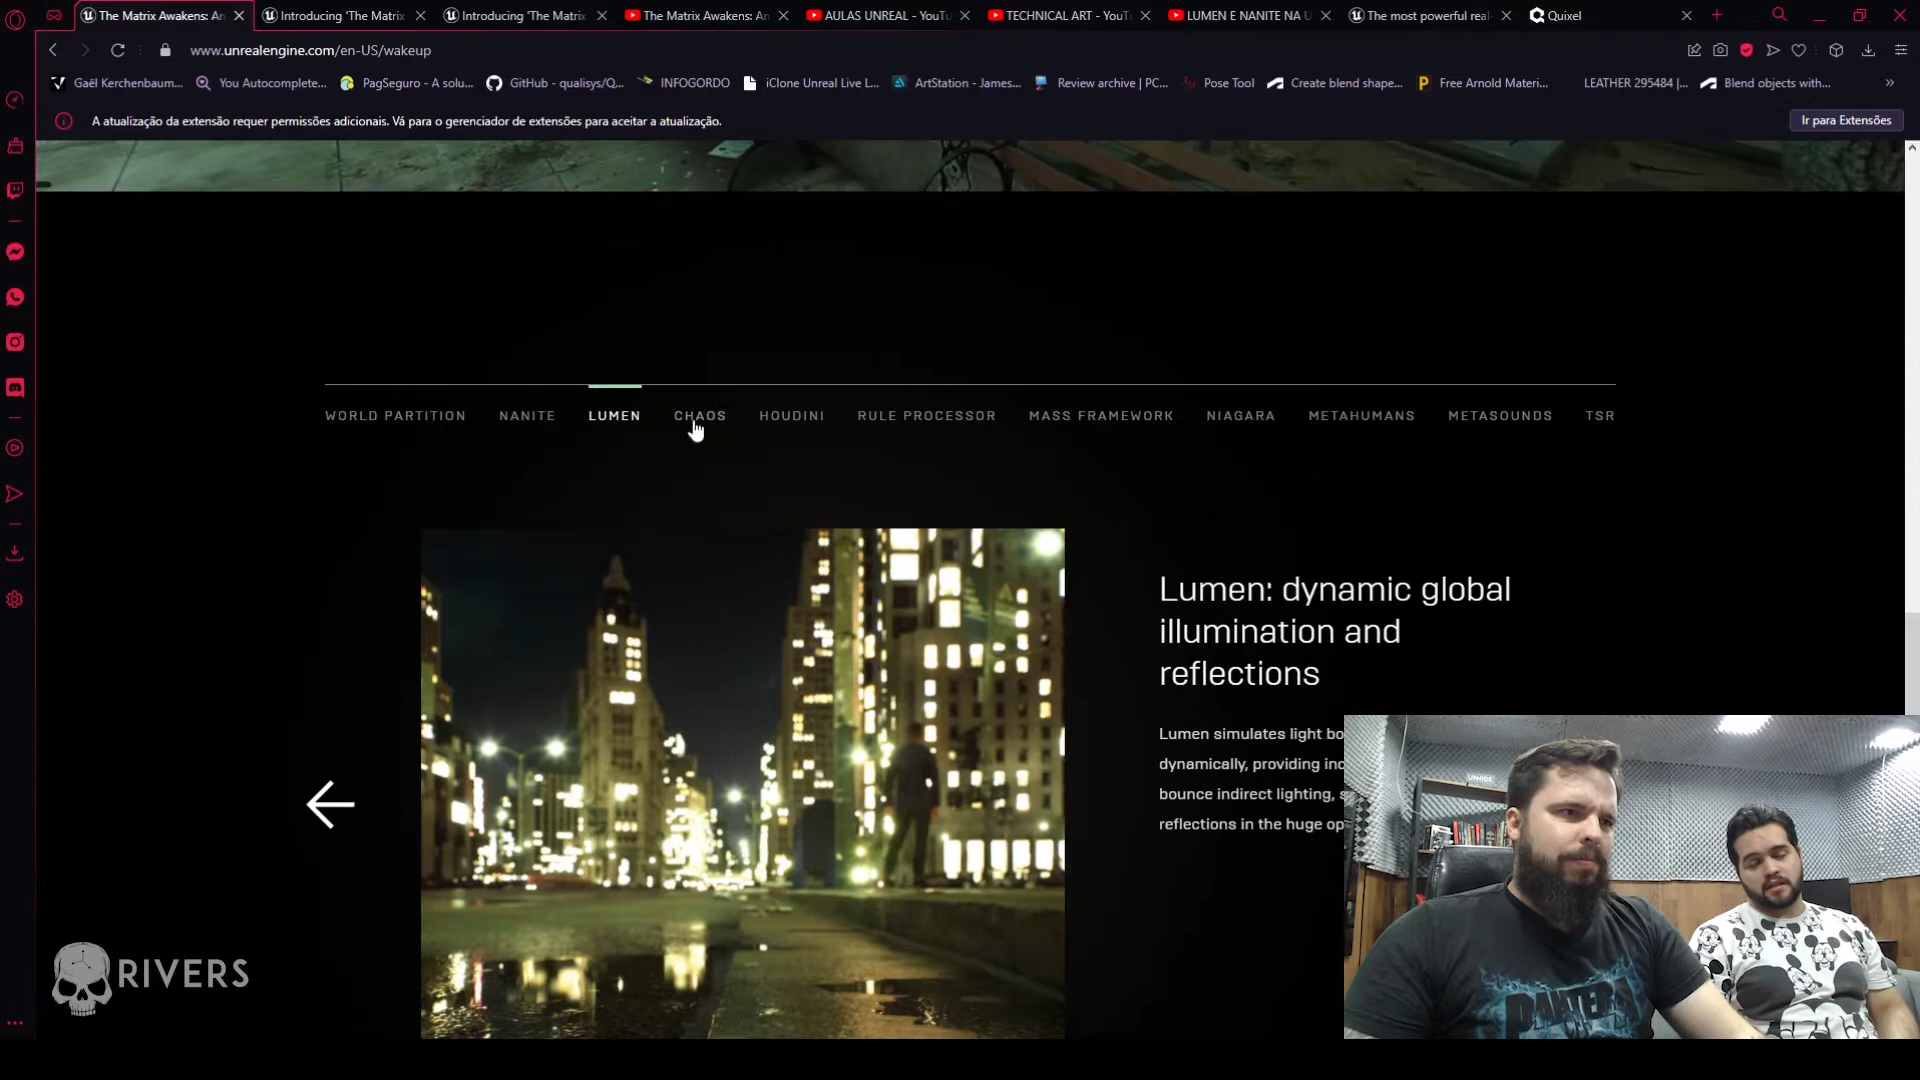 The Matrix Awakens: An
Introducing 'The Matrix
Introducing 'The Matrix
The Matrix Awakens: An
AULAS UNREAL - YouTu
TECHNICAL ART - YouTu
LUMEN E NANITE NA U
The most powerful real-
Quixel
www.unrealengine.com/en-US/wakeup
Gaël Kerchenbaum...
You Autocomplete...
PagSeguro - A solu...
GitHub - qualisys/Q...
INFOGORDO
iClone Unreal Live L...
ArtStation - James...
Review archive | PC...
Pose Tool
Create blend shape...
Free Arnold Materi...
LEATHER 295484 |...
Blend objects with...
A atualização da extensão requer permissões adicionais. Vá para o gerenciador de extensões para aceitar a atualização.
Ir para Extensões
WORLD PARTITION
NANITE
LUMEN
CHAOS
HOUDINI
RULE PROCESSOR
MASS FRAMEWORK
NIAGARA
METAHUMANS
METASOUNDS
TSR
Lumen: dynamic global
illumination and
reflections
Lumen simulates light bo
dynamically, providing inc
bounce indirect lighting, s
reflections in the huge op
RIVERS
PANTERA